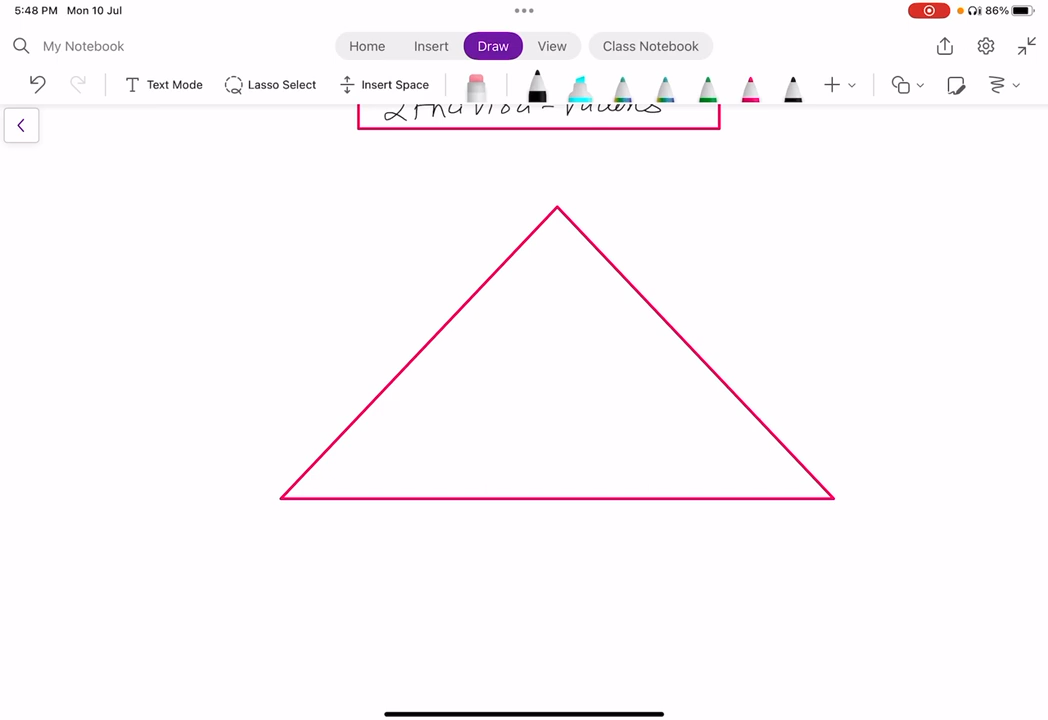 5:48 PM Mon 10 Jul
86%
My Notebook
Home Insert Draw View Class Notebook
Text Mode Lasso Select Insert Space